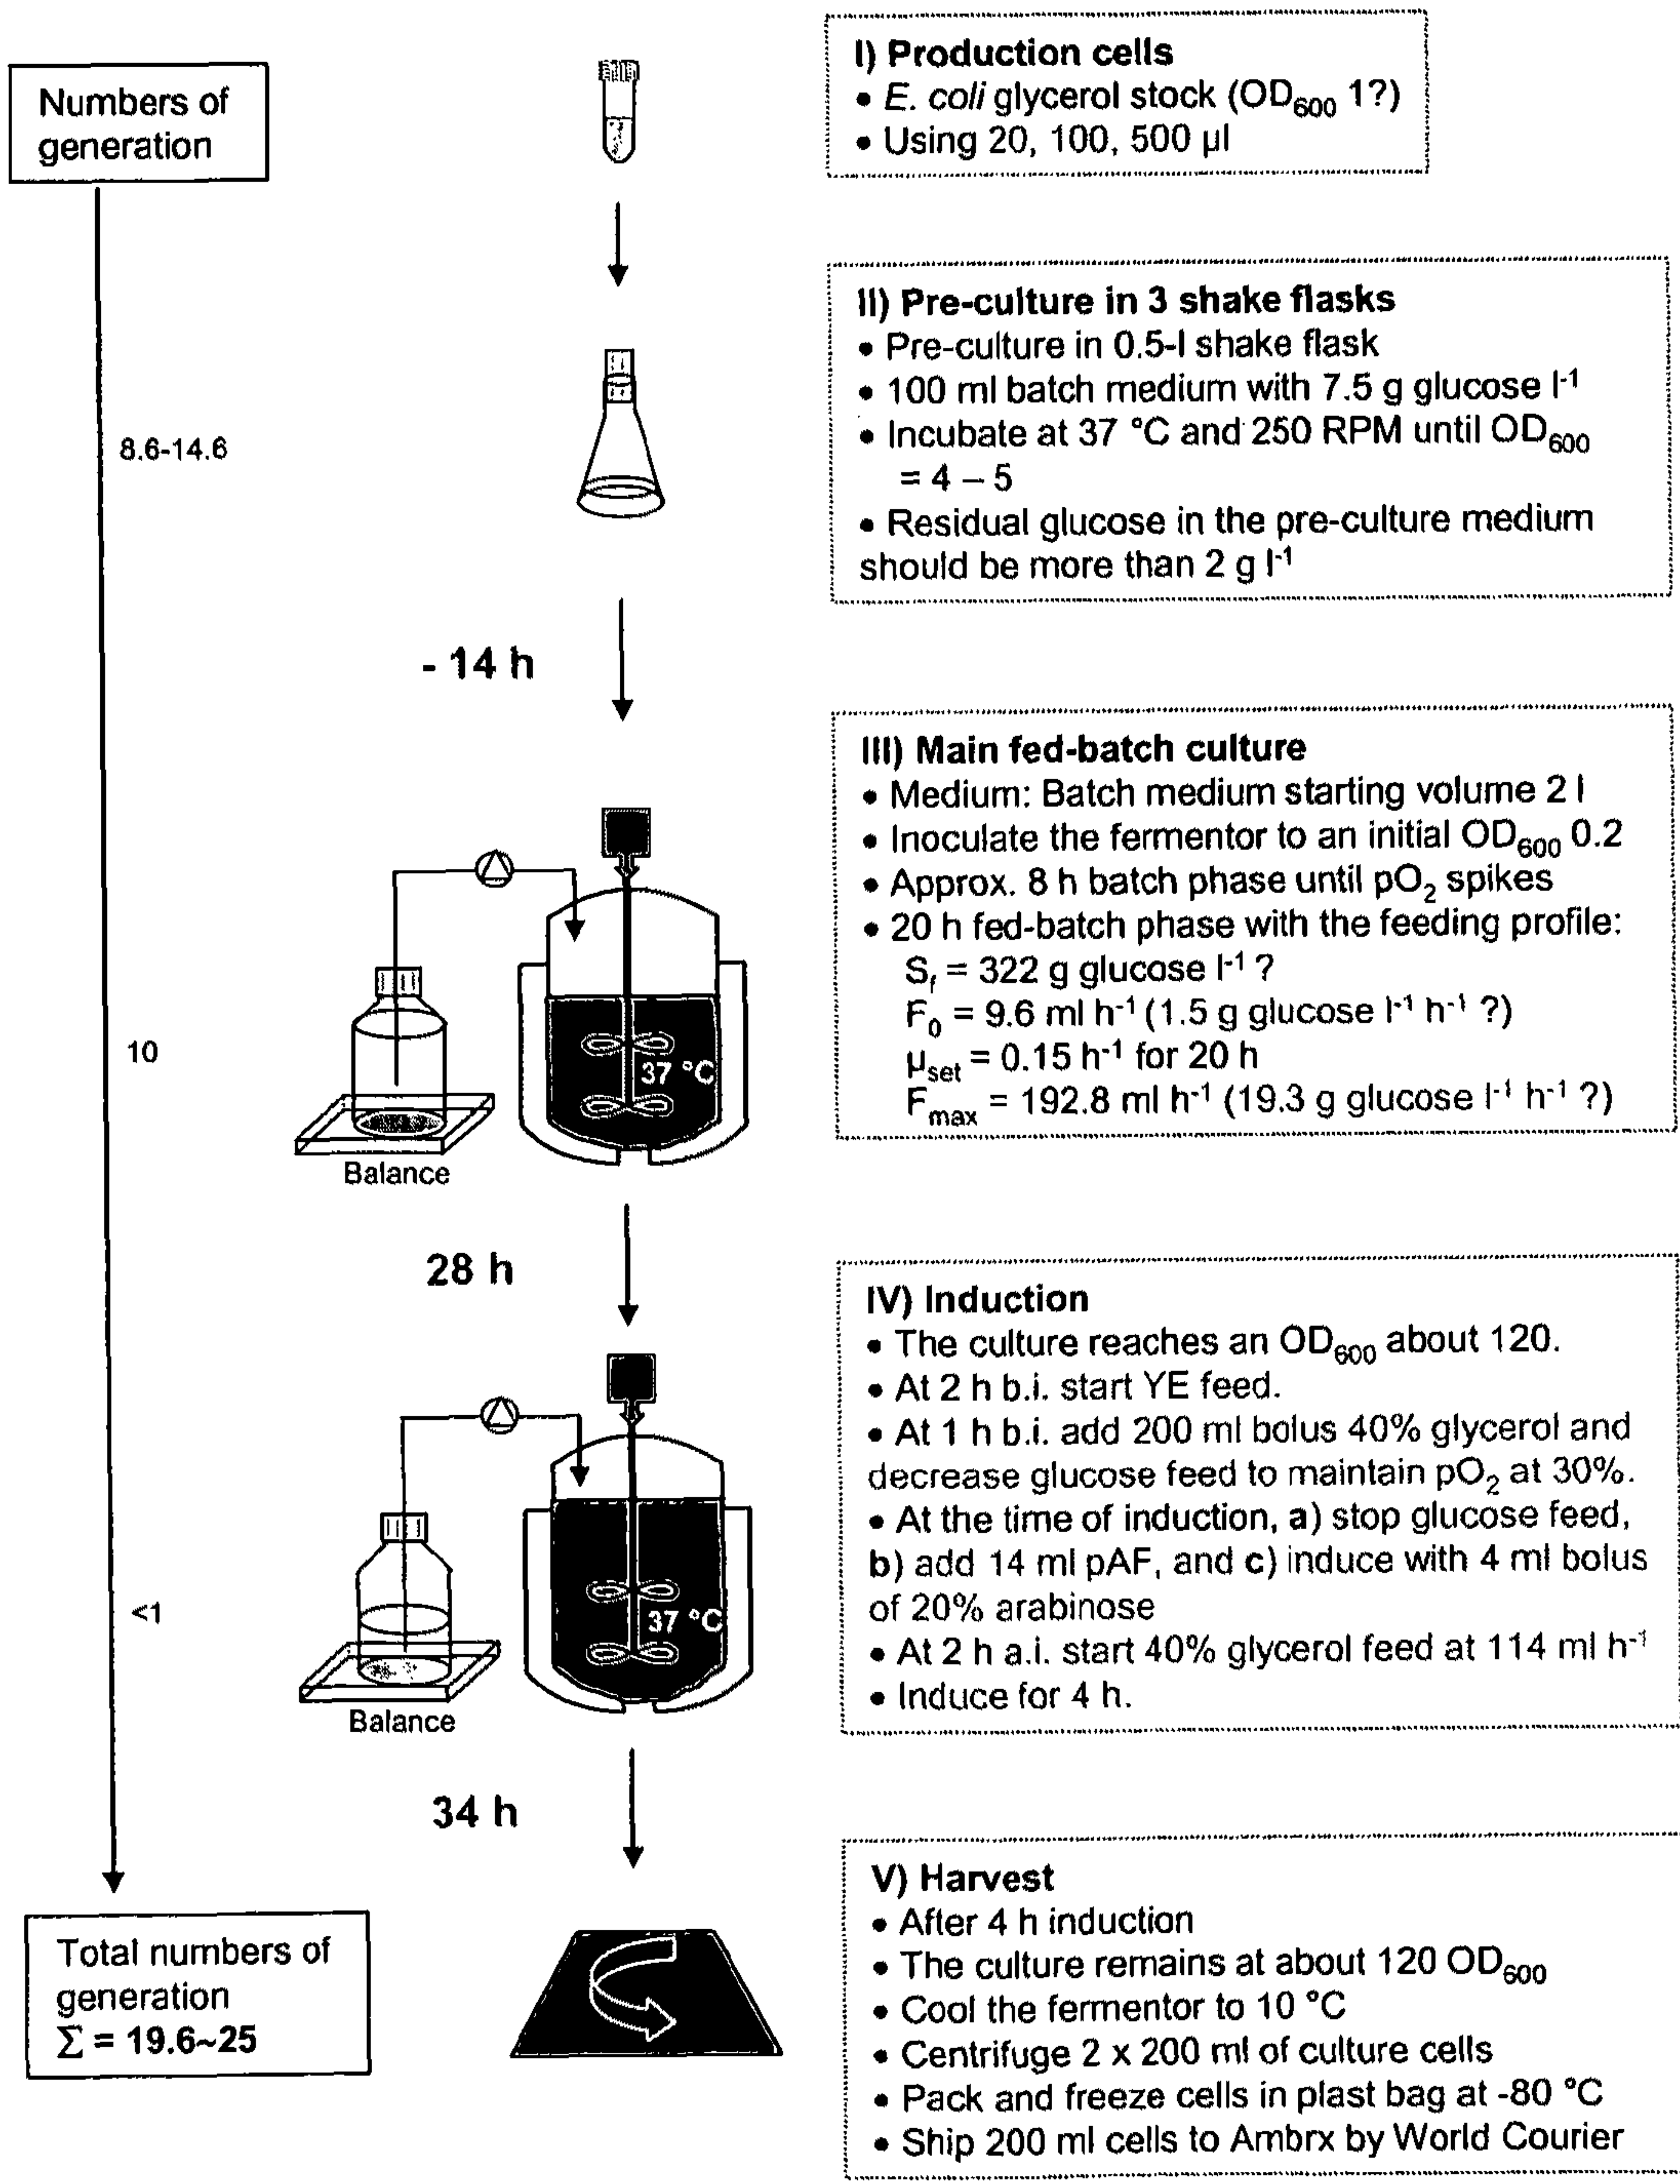 Numbers of
generation
I) Production cells
• E. coli glycerol stock (OD600 1?)
• Using 20, 100, 500 µl
II) Pre-culture in 3 shake flasks
• Pre-culture in 0.5-l shake flask
• 100 ml batch medium with 7.5 g glucose l-1
• Incubate at 37 °C and 250 RPM until OD600
= 4 – 5
• Residual glucose in the pre-culture medium
should be more than 2 g l-1
8.6-14.6
- 14 h
III) Main fed-batch culture
• Medium: Batch medium starting volume 2 l
• Inoculate the fermentor to an initial OD600 0.2
• Approx. 8 h batch phase until pO2 spikes
• 20 h fed-batch phase with the feeding profile:
Sf = 322 g glucose l-1 ?
F0 = 9.6 ml h-1 (1.5 g glucose l-1 h-1 ?)
µset = 0.15 h-1 for 20 h
Fmax = 192.8 ml h-1 (19.3 g glucose l-1 h-1 ?)
10
37 °C
Balance
28 h
IV) Induction
• The culture reaches an OD600 about 120.
• At 2 h b.i. start YE feed.
• At 1 h b.i. add 200 ml bolus 40% glycerol and
decrease glucose feed to maintain pO2 at 30%.
• At the time of induction, a) stop glucose feed,
b) add 14 ml pAF, and c) induce with 4 ml bolus
of 20% arabinose
• At 2 h a.i. start 40% glycerol feed at 114 ml h-1
• Induce for 4 h.
<1
37 °C
Balance
34 h
V) Harvest
• After 4 h induction
• The culture remains at about 120 OD600
• Cool the fermentor to 10 °C
• Centrifuge 2 x 200 ml of culture cells
• Pack and freeze cells in plast bag at -80 °C
• Ship 200 ml cells to Ambrx by World Courier
Total numbers of
generation
Σ = 19.6~25